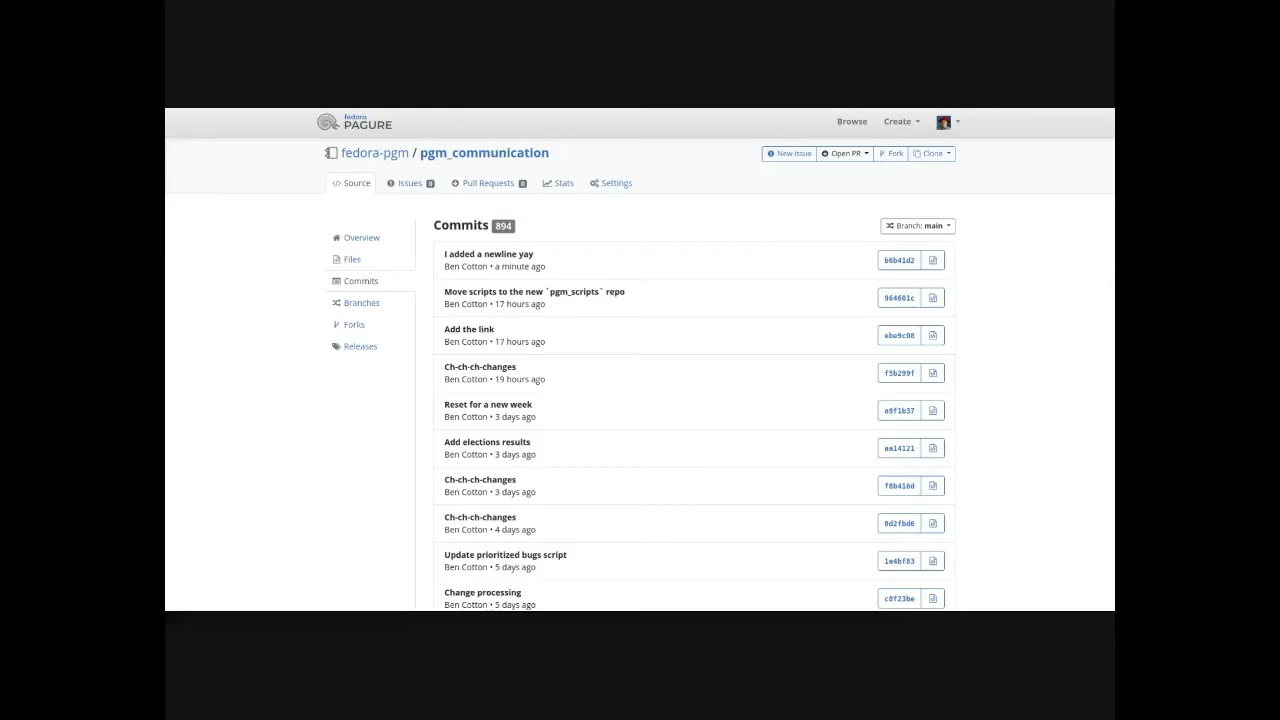 fedora
PAGURE
Browse Create
fedora-pgm / pgm_communication
New Issue Open PR Fork Clone
Source Issues 0 Pull Requests 0 Stats Settings
Commits 894
Branch: main
Overview
Files
Commits
Branches
Forks
Releases
I added a newline yay
Ben Cotton • a minute ago
b6b41d2
Move scripts to the new `pgm_scripts` repo
Ben Cotton • 17 hours ago
964601c
Add the link
Ben Cotton • 17 hours ago
ebe9c08
Ch-ch-ch-changes
Ben Cotton • 19 hours ago
f5b299f
Reset for a new week
Ben Cotton • 3 days ago
a9f1b37
Add elections results
Ben Cotton • 3 days ago
aa14121
Ch-ch-ch-changes
Ben Cotton • 3 days ago
f8b416d
Ch-ch-ch-changes
Ben Cotton • 4 days ago
8d2fbd6
Update prioritized bugs script
Ben Cotton • 5 days ago
1e4bf83
Change processing
Ben Cotton • 5 days ago
c8f23be